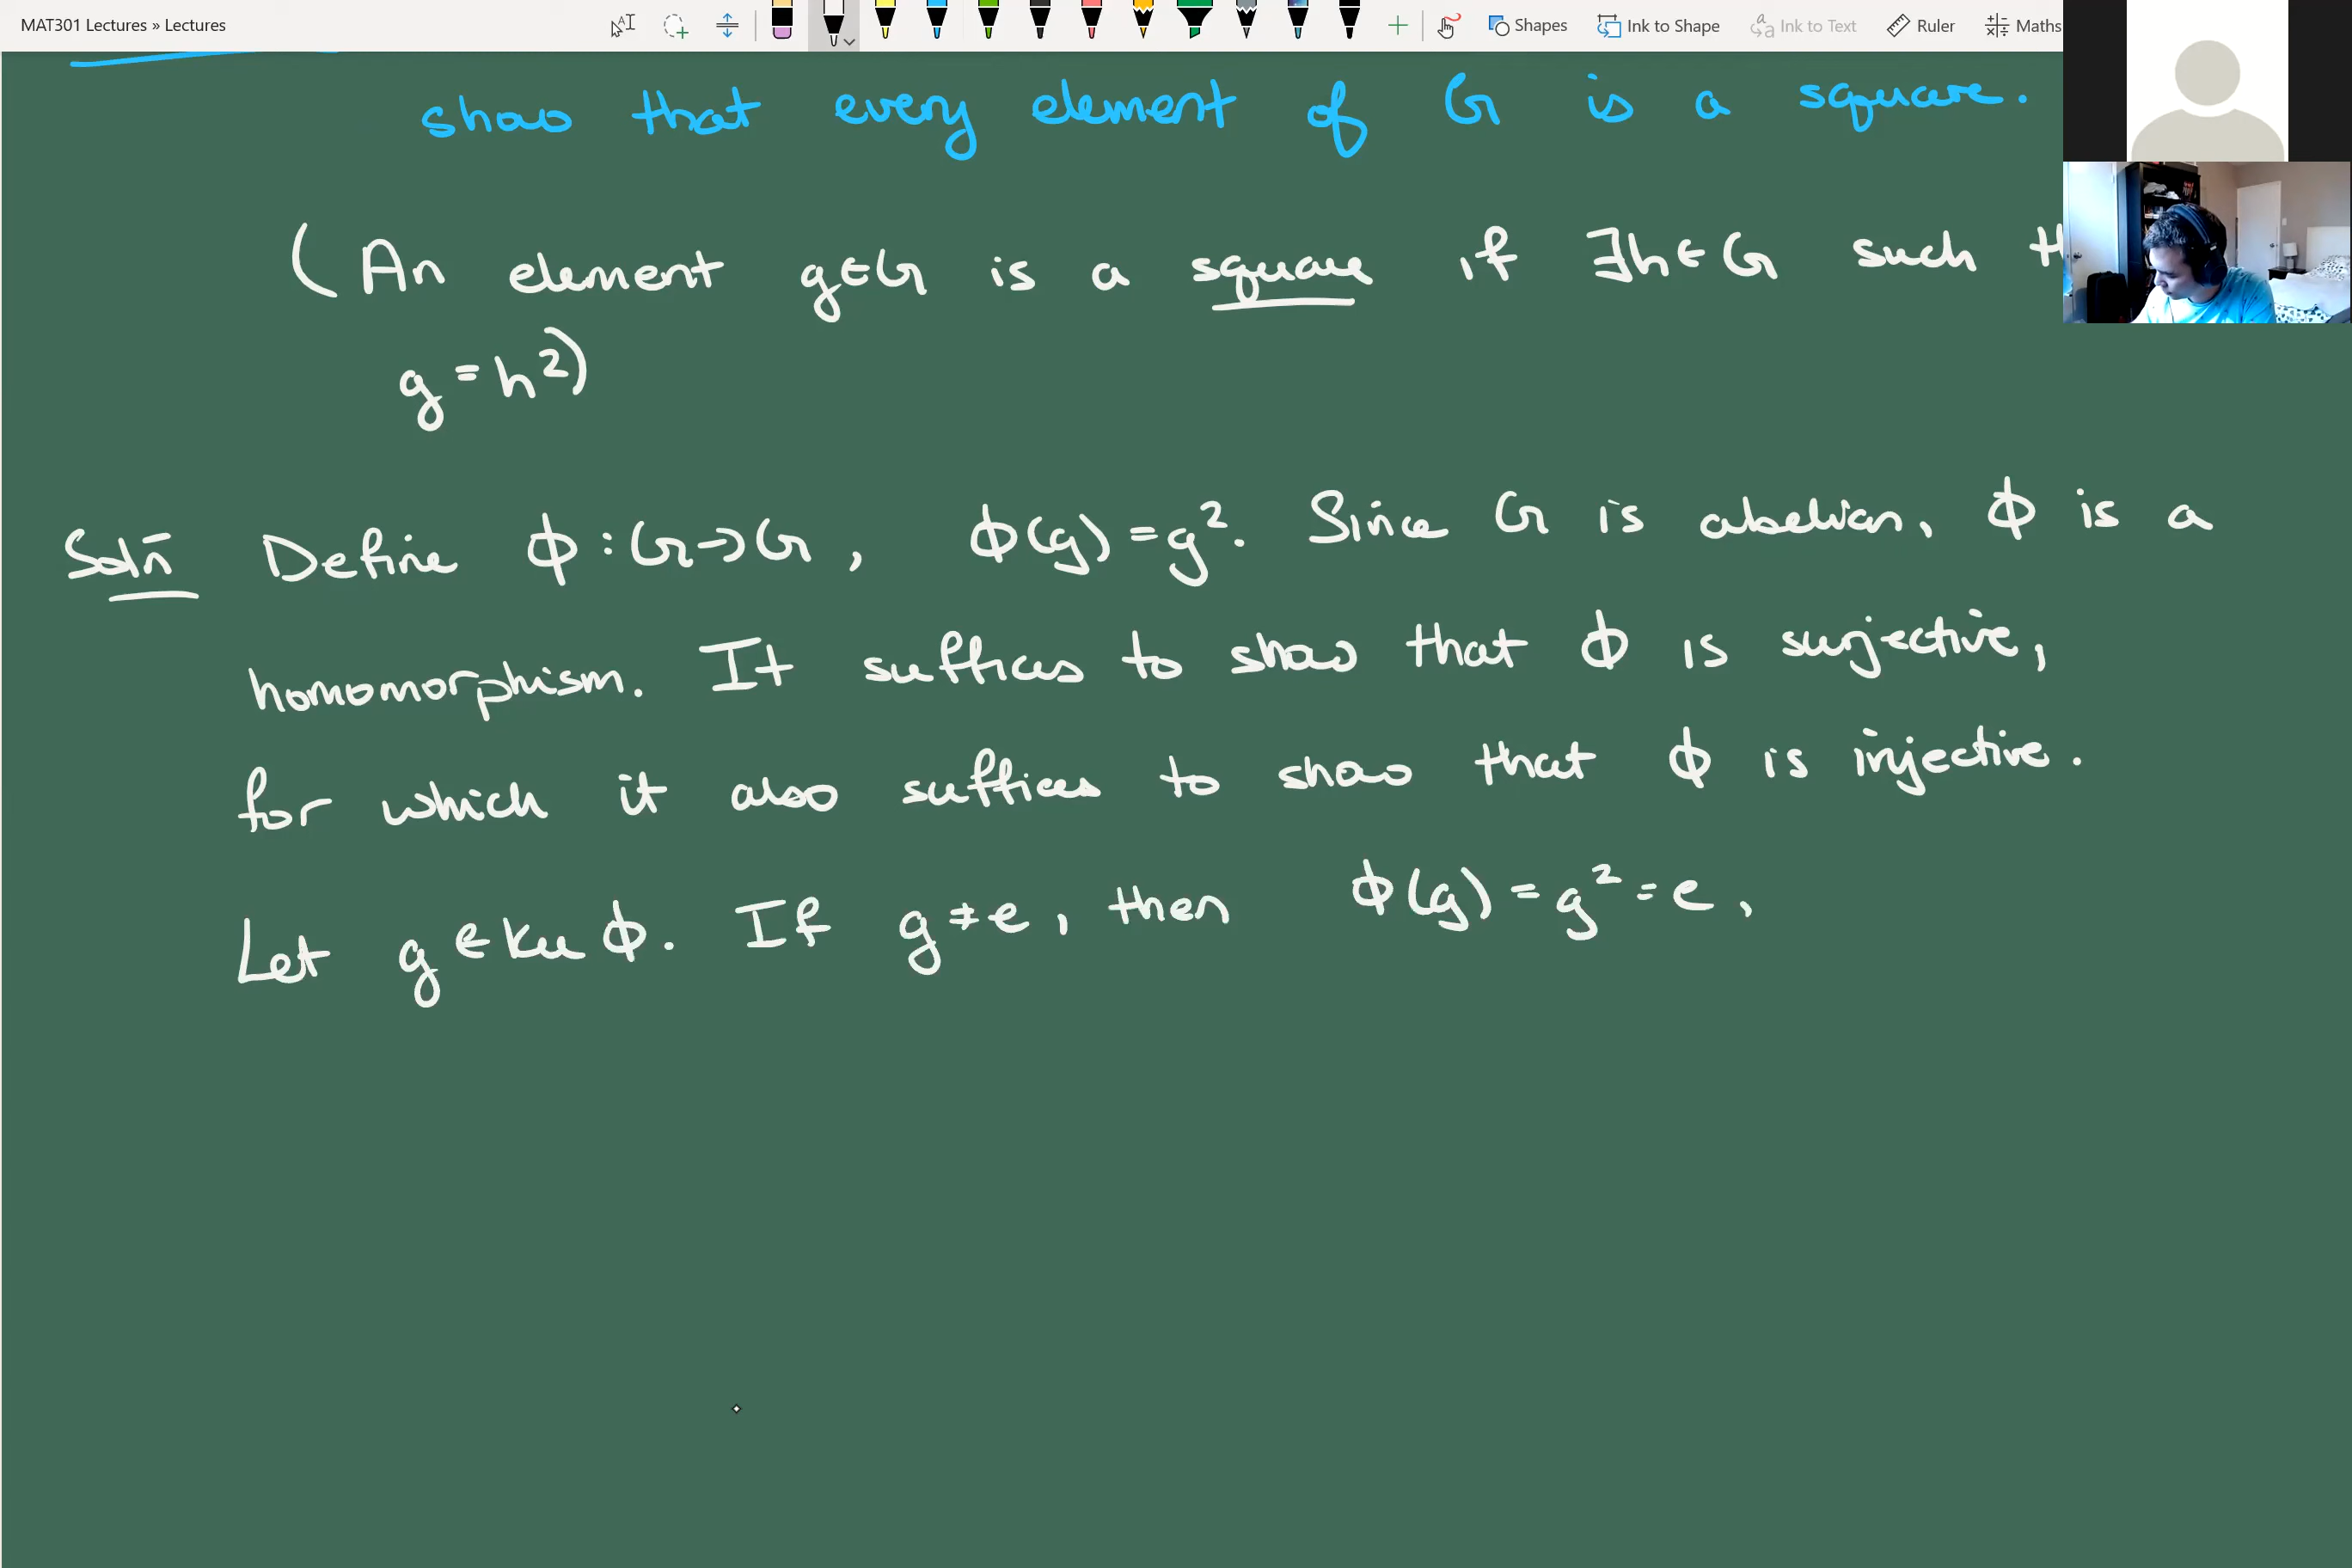 MAT301 Lectures » Lectures
Shapes Ink to Shape Ink to Text Ruler Maths
show that every element of G is a square.
(An element g∈G is a square if ∃h∈G such
g=h²)
Soln̄ Define ϕ:G→G, ϕ(g)=g². Since G is abelian, ϕ is a
homomorphism. It suffices to show that ϕ is surjective,
for which it also suffices to show that ϕ is injective.
Let g∈ker ϕ. If g≠e, then ϕ(g)=g²=e,